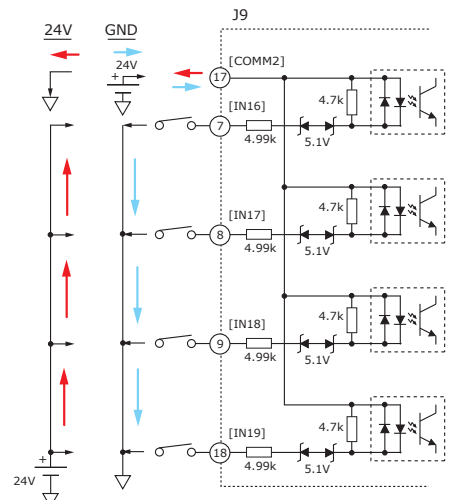 J9
24V
GND
24V
[COMM2]
17
4.7k
[IN16]
7
4.99k
5.1V
[IN17]
4.7k
8
4.99k
5.1V
[IN18]
4.7k
9
4.99k
5.1V
[IN19]
4.7k
18
4.99k
5.1V
+
24V
+